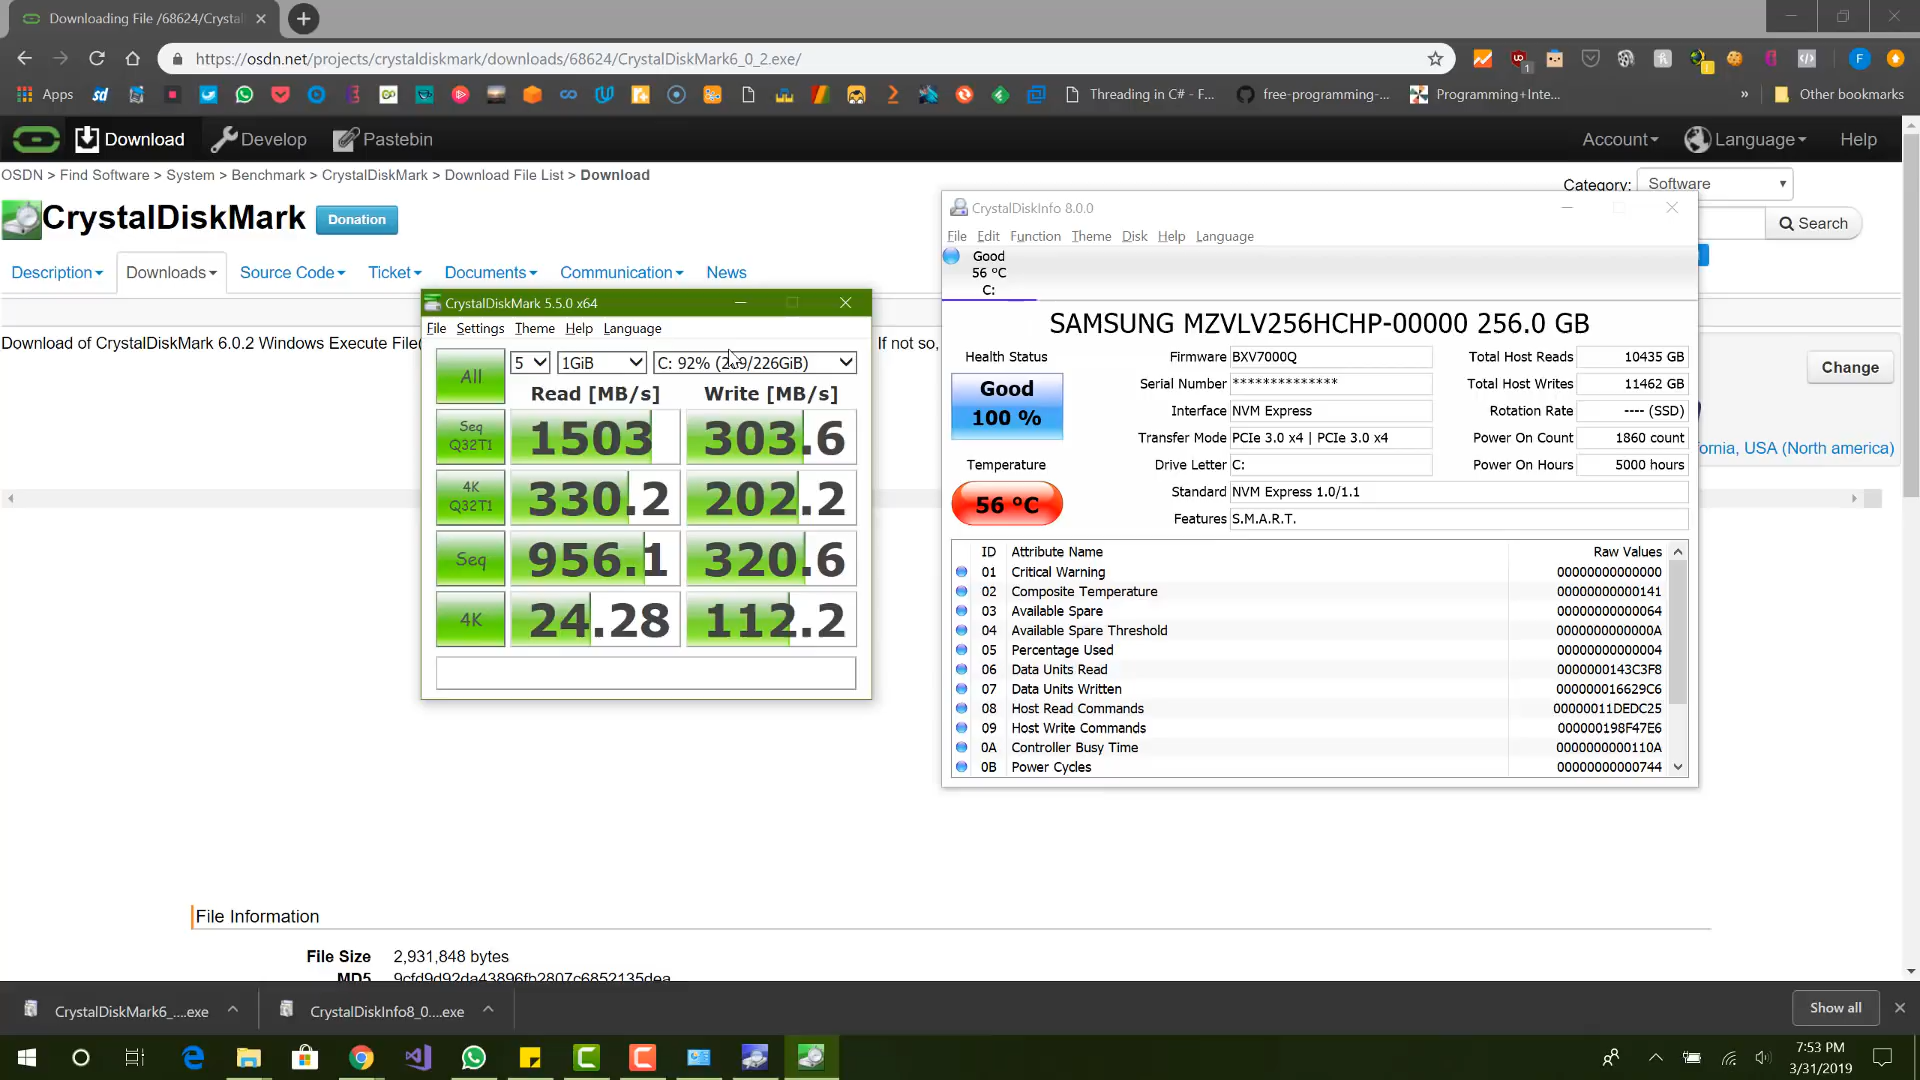 Downloading File /68624/Crystal
https://osdn.net/projects/crystaldiskmark/downloads/68624/CrystalDiskMark6_0_2.exe/
Apps
Threading in C# - F...
free-programming-...
Programming+Inte...
»
Other bookmarks
Download
Develop
Pastebin
Account
Language
Help
OSDN > Find Software > System > Benchmark > CrystalDiskMark > Download File List > Download
Category:
Software
CrystalDiskMark
Donation
Search
Description
Downloads
Source Code
Ticket
Documents
Communication
News
Download of CrystalDiskMark 6.0.2 Windows Execute File(
If not so,
Change
ornia, USA (North america)
CrystalDiskMark 5.5.0 x64
File Settings Theme Help Language
All
5
1GiB
C: 92% (2 9/226GiB)
Read [MB/s]
Write [MB/s]
Seq
Q32T1
1503
303.6
4K
Q32T1
330.2
202.2
Seq
956.1
320.6
4K
24.28
112.2
CrystalDiskInfo 8.0.0
File Edit Function Theme Disk Help Language
Good
56 °C
C:
SAMSUNG MZVLV256HCHP-00000 256.0 GB
Health Status
Good
100 %
Temperature
56 °C
Firmware BXV7000Q
Serial Number **************
Interface NVM Express
Transfer Mode PCIe 3.0 x4 | PCIe 3.0 x4
Drive Letter C:
Standard NVM Express 1.0/1.1
Features S.M.A.R.T.
Total Host Reads 10435 GB
Total Host Writes 11462 GB
Rotation Rate ---- (SSD)
Power On Count 1860 count
Power On Hours 5000 hours
ID Attribute Name Raw Values
01 Critical Warning 00000000000000
02 Composite Temperature 00000000000141
03 Available Spare 00000000000064
04 Available Spare Threshold 0000000000000A
05 Percentage Used 00000000000004
06 Data Units Read 0000000143C3F8
07 Data Units Written 000000016629C6
08 Host Read Commands 00000011DEDC25
09 Host Write Commands 000000198F47E6
0A Controller Busy Time 0000000000110A
0B Power Cycles 00000000000744
File Information
File Size 2,931,848 bytes
MD5 9cfd9d92da43896fb2807c6852135dea
CrystalDiskMark6_....exe
CrystalDiskInfo8_0....exe
Show all
7:53 PM
3/31/2019